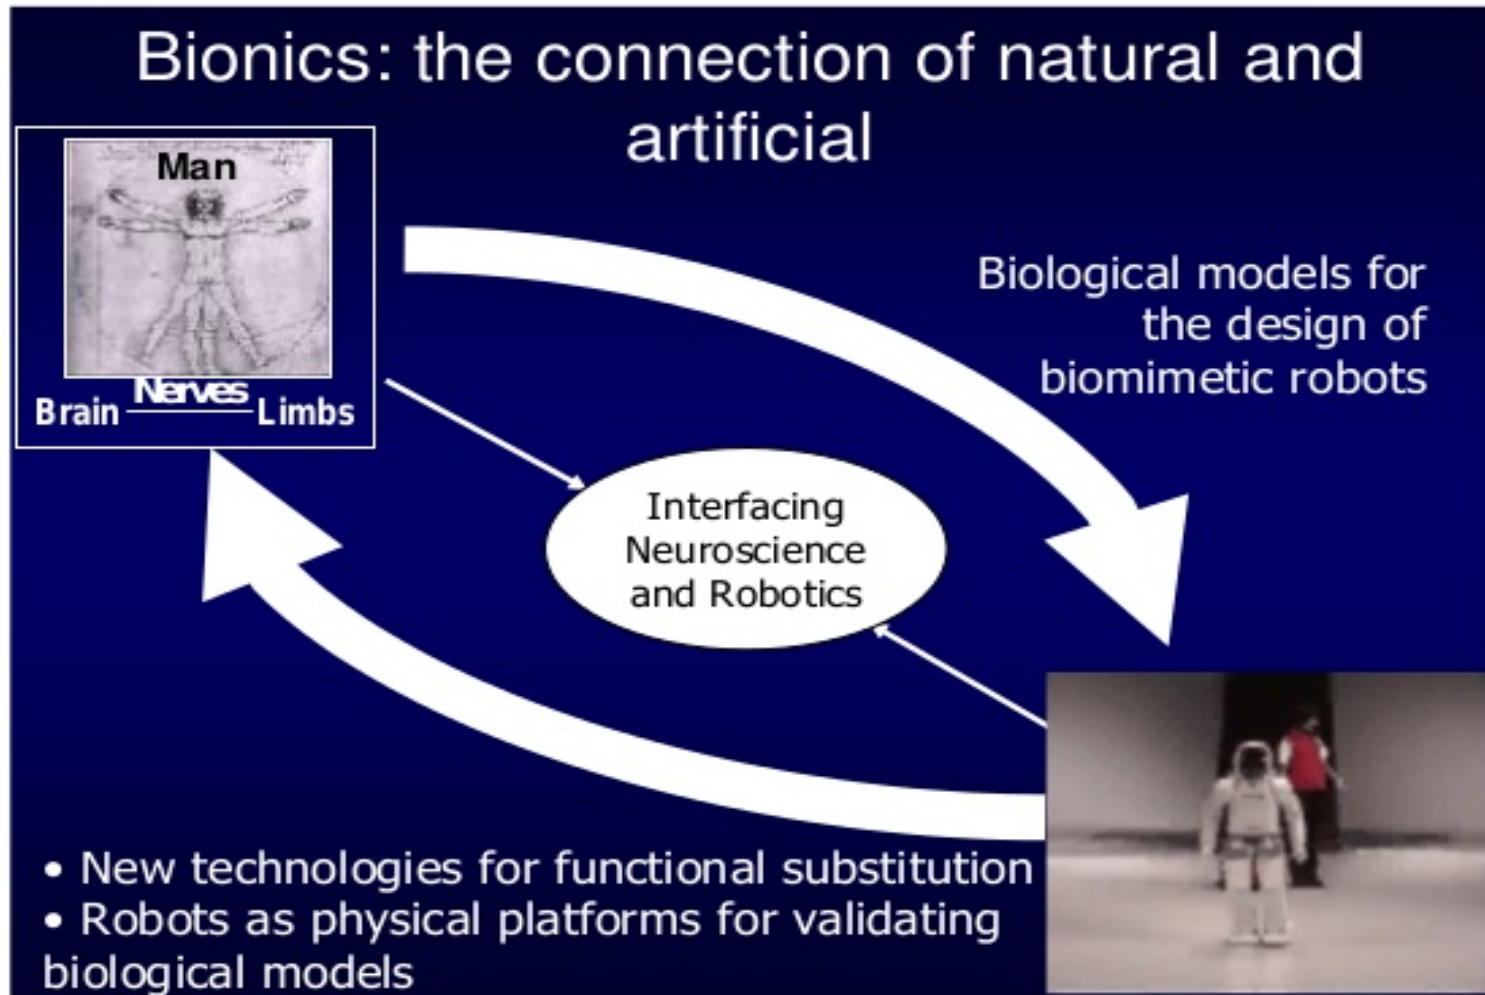 Bionics: the connection of natural and
artificial
Man
Nerves
Brain Limbs
Biological models for
the design of
biomimetic robots
Interfacing
Neuroscience
and Robotics
• New technologies for functional substitution
• Robots as physical platforms for validating
biological models